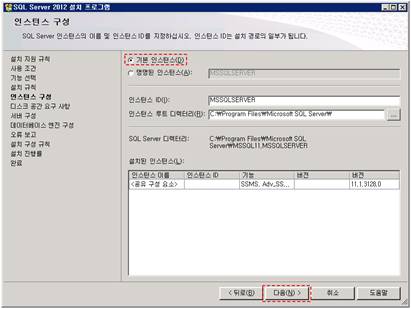 SQL Server 2012 설치 프로그램
인스턴스 구성
SQL Server 인스턴스의 이름 및 인스턴스 ID를 지정하십시오. 인스턴스 ID는 설치 경로의 일부가 됩니다.
설치 지원 규칙
사용 조건
기능 선택
설치 규칙
인스턴스 구성
디스크 공간 요구 사항
서버 구성
데이터베이스 엔진 구성
오류 보고
설치 구성 규칙
설치 진행률
완료
기본 인스턴스(D)
명명된 인스턴스(A):
MSSQLSERVER
인스턴스 ID(I):
MSSQLSERVER
인스턴스 루트 디렉터리(R):
C:₩Program Files₩Microsoft SQL Server₩
...
SQL Server 디렉터리:
C:₩Program Files₩Microsoft SQL
Server₩MSSQL11.MSSQLSERVER
설치된 인스턴스(L):
인스턴스 이름 인스턴스 ID 기능 버전 버전
<공유 구성 요소> SSMS, Adv_SS... 11.1.3128.0
< 뒤로(B) 다음(N) > 취소 도움말